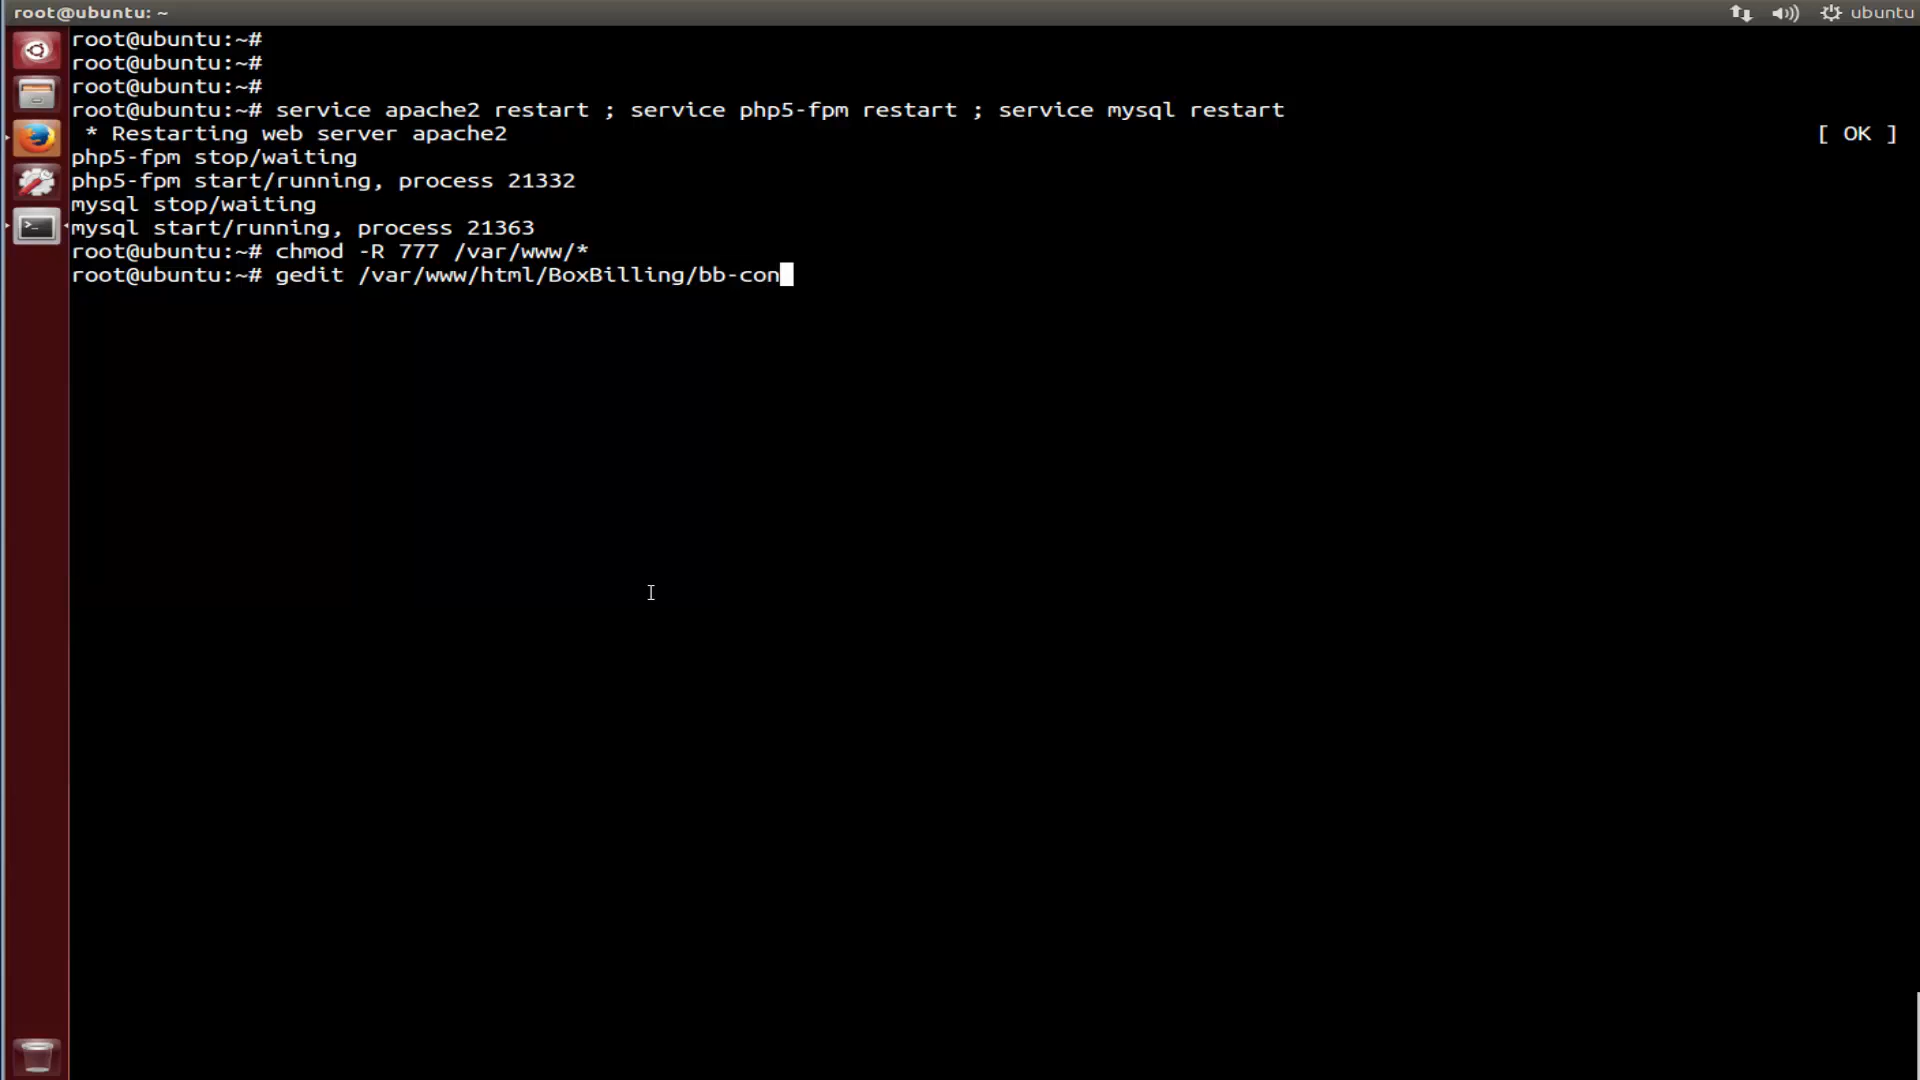 root@ubuntu: ~
ubuntu
root@ubuntu:~#
root@ubuntu:~#
root@ubuntu:~#
root@ubuntu:~# service apache2 restart ; service php5-fpm restart ; service mysql restart
 * Restarting web server apache2 [ OK ]
php5-fpm stop/waiting
php5-fpm start/running, process 21332
mysql stop/waiting
mysql start/running, process 21363
root@ubuntu:~# chmod -R 777 /var/www/*
root@ubuntu:~# gedit /var/www/html/BoxBilling/bb-con